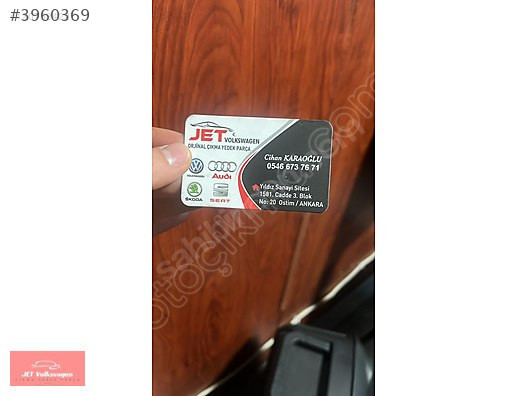 #3960369
JET
VOLKSWAGEN
ORJİNAL ÇIKMA YEDEK PARÇA
Audi
ŠKODA
SEAT
Cihan KARAOĞLU
0546 673 76 71
Yıldız Sanayi Sitesi
1581. Cadde 3. Blok
No: 20 Ostim / ANKARA
JET Volkswagen